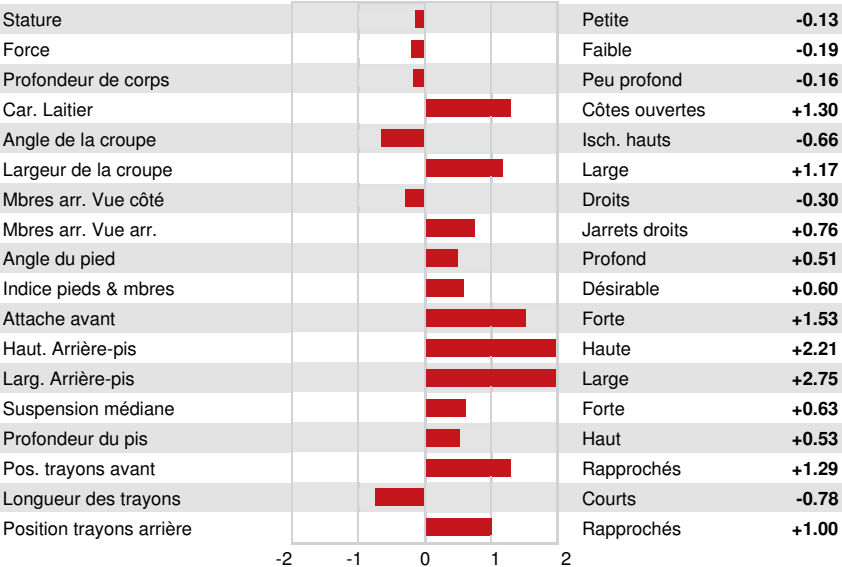 Stature Petite -0.13
Force Faible -0.19
Profondeur de corps Peu profond -0.16
Car. Laitier Côtes ouvertes +1.30
Angle de la croupe Isch. hauts -0.66
Largeur de la croupe Large +1.17
Mbres arr. Vue côté Droits -0.30
Mbres arr. Vue arr. Jarrets droits +0.76
Angle du pied Profond +0.51
Indice pieds & mbres Désirable +0.60
Attache avant Forte +1.53
Haut. Arrière-pis Haute +2.21
Larg. Arrière-pis Large +2.75
Suspension médiane Forte +0.63
Profondeur du pis Haut +0.53
Pos. trayons avant Rapprochés +1.29
Longueur des trayons Courts -0.78
Position trayons arrière Rapprochés +1.00
-2 -1 0 1 2